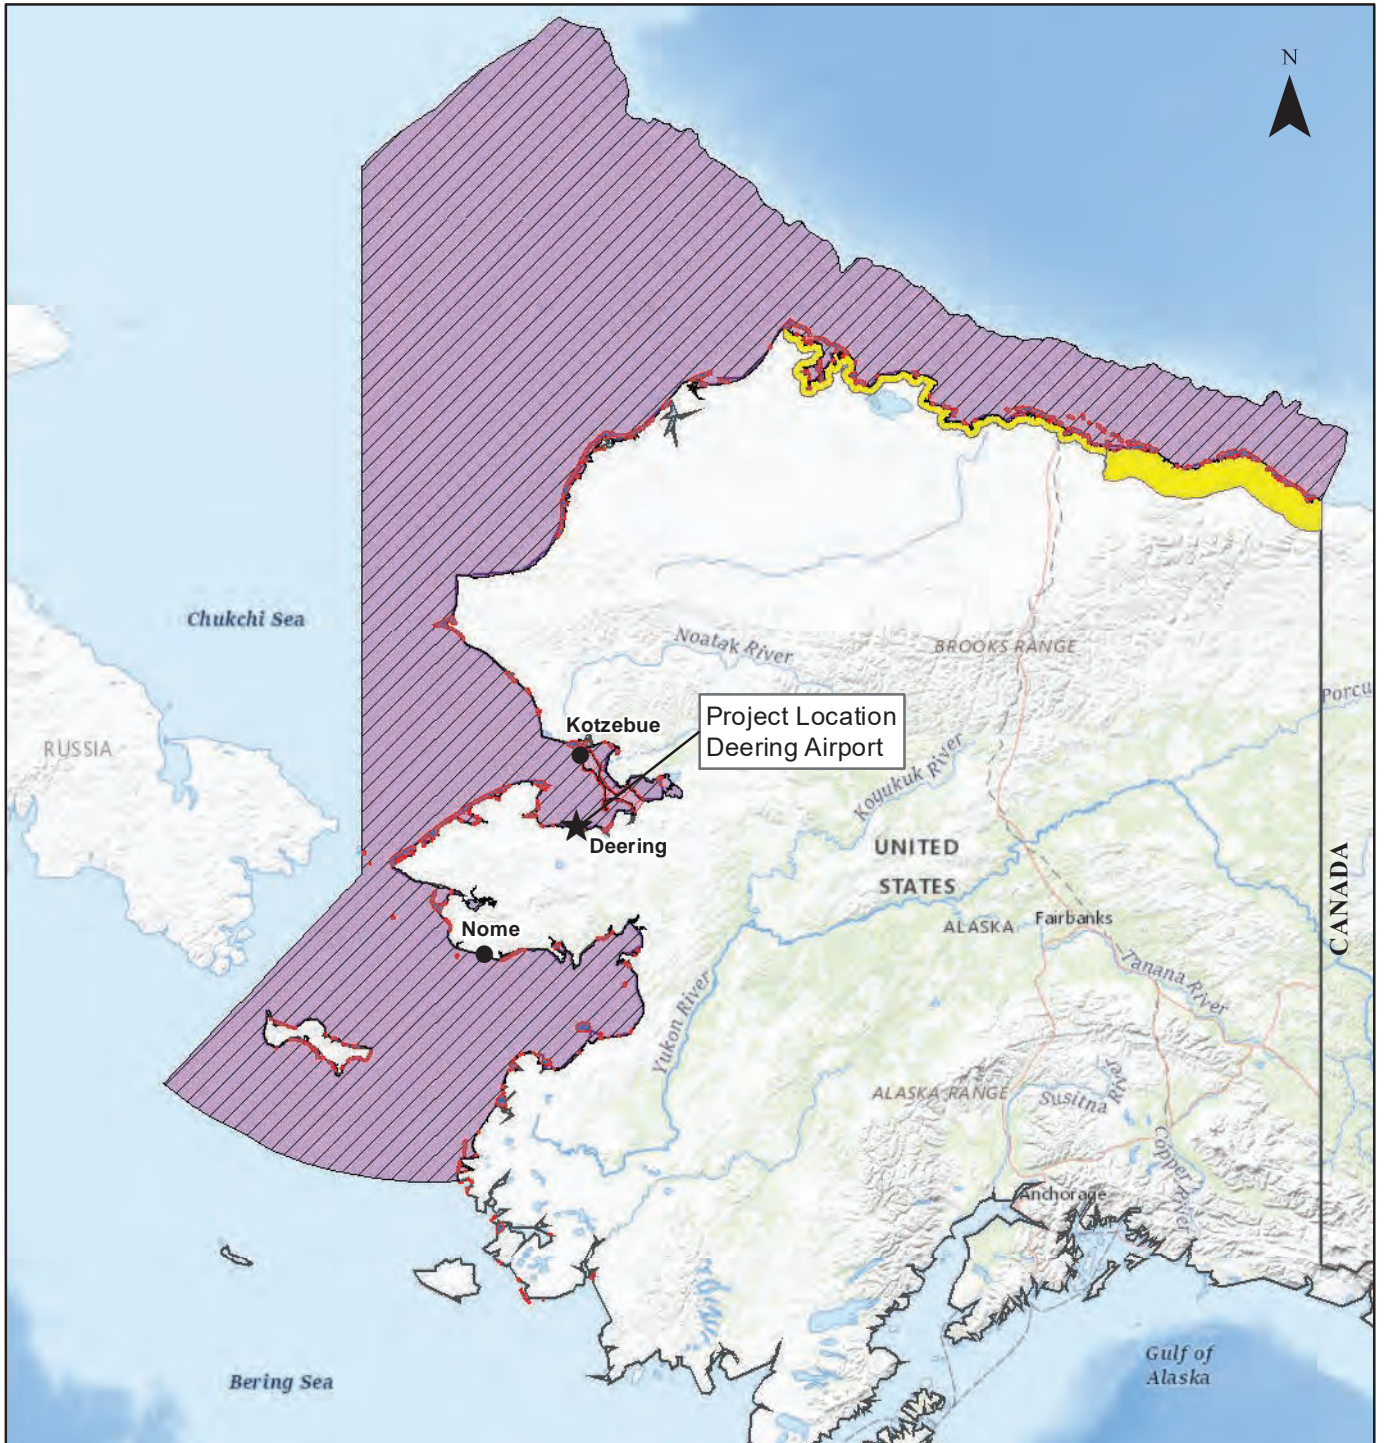 N
Chukchi Sea
Noatak River
BROOKS RANGE
Porcu
RUSSIA
Kotzebue
Project Location
Deering Airport
Koyukuk River
Deering
UNITED
STATES
CANADA
ALASKA
Fairbanks
Nome
Tanana River
Yukon River
ALASKA RANGE
Susitna River
Copper River
Anchorage
Gulf of
Alaska
Bering Sea